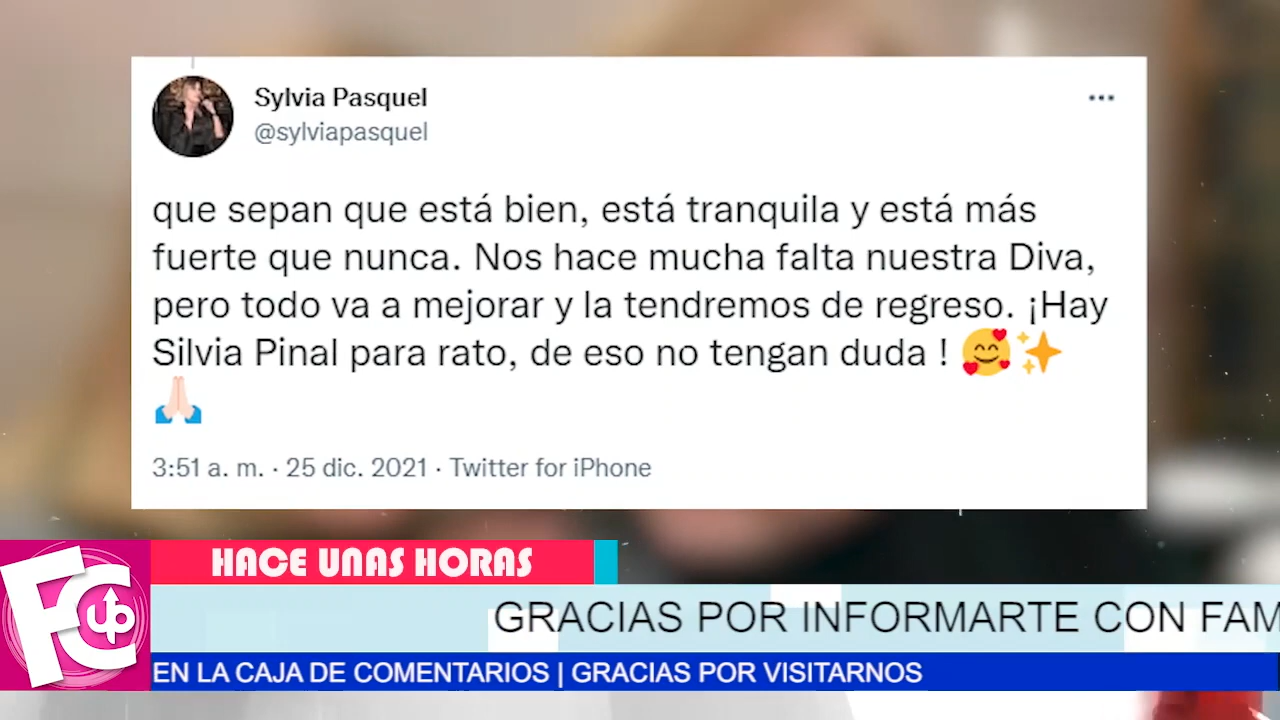 Sylvia Pasquel
@sylviapasquel
que sepan que está bien, está tranquila y está más
fuerte que nunca. Nos hace mucha falta nuestra Diva,
pero todo va a mejorar y la tendremos de regreso. ¡Hay
Silvia Pinal para rato, de eso no tengan duda ! 🥰✨
🙏🏻
3:51 a. m. · 25 dic. 2021 · Twitter for iPhone
HACE UNAS HORAS
FC up
GRACIAS POR INFORMARTE CON FAM
EN LA CAJA DE COMENTARIOS | GRACIAS POR VISITARNOS